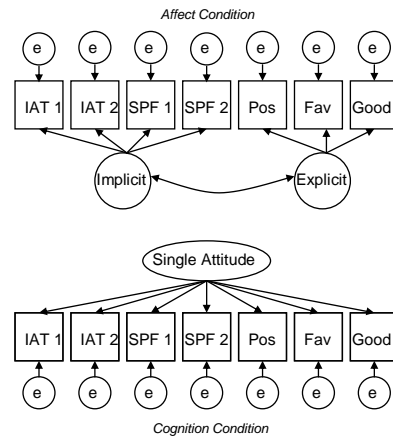 Affect Condition
e e e e e e e
IAT 1 IAT 2 SPF 1 SPF 2 Pos Fav Good
Implicit Explicit
Single Attitude
IAT 1 IAT 2 SPF 1 SPF 2 Pos Fav Good
e e e e e e e
Cognition Condition